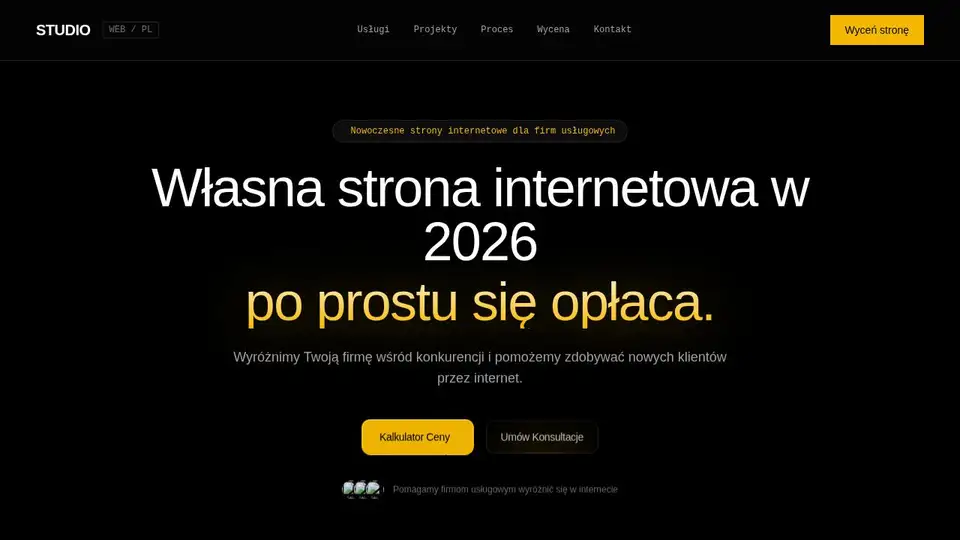 STUDIO
WEB / PL
Usługi
Projekty
Proces
Wycena
Kontakt
Wyceń stronę
Nowoczesne strony internetowe dla firm usługowych
Własna strona internetowa w
2026
po prostu się opłaca.
Wyróżnimy Twoją firmę wśród konkurencji i pomożemy zdobywać nowych klientów
przez internet.
Kalkulator Ceny
Umów Konsultacje
Pomagamy firmom usługowym wyróżnić się w internecie